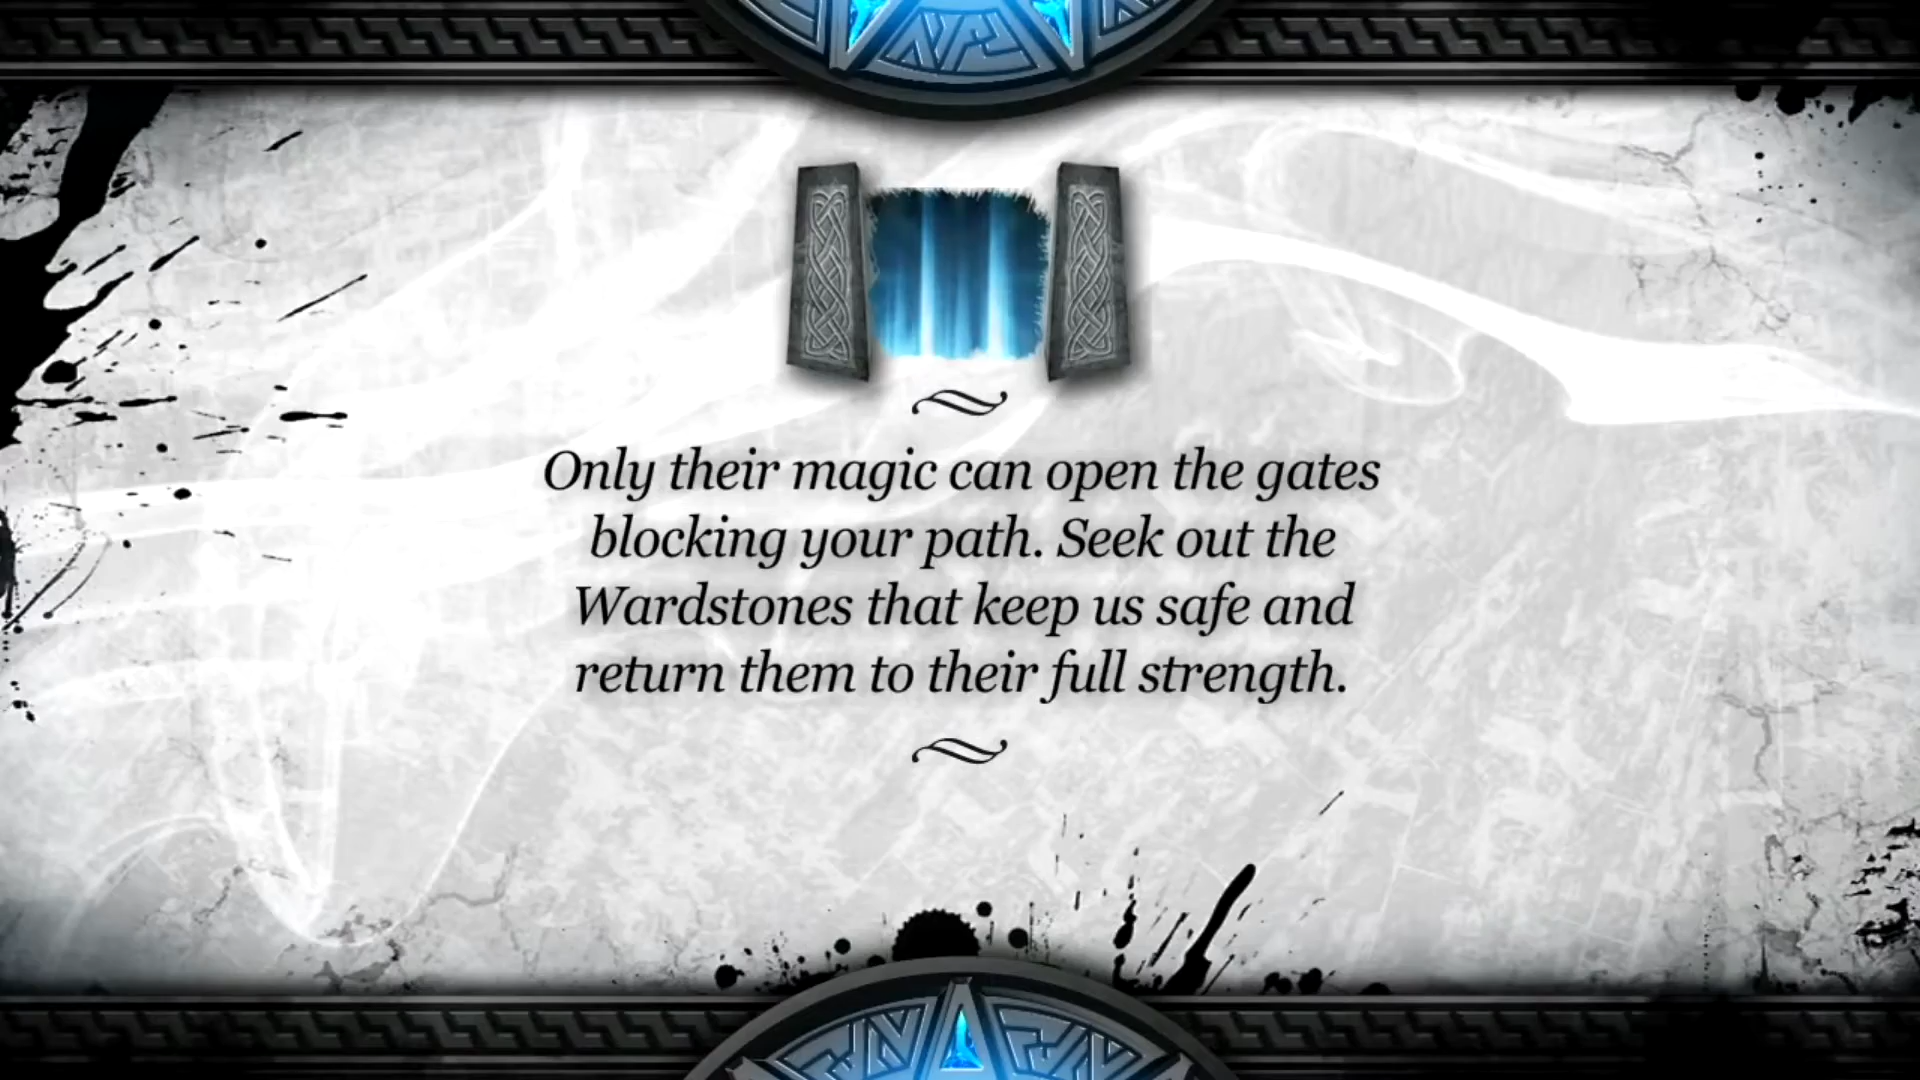 Only their magic can open the gates
blocking your path. Seek out the
Wardstones that keep us safe and
return them to their full strength.